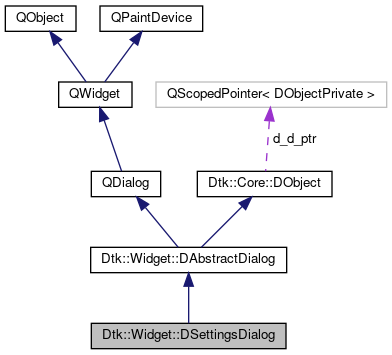 QObject
QPaintDevice
QWidget
QScopedPointer< DObjectPrivate >
d_d_ptr
QDialog
Dtk::Core::DObject
Dtk::Widget::DAbstractDialog
Dtk::Widget::DSettingsDialog